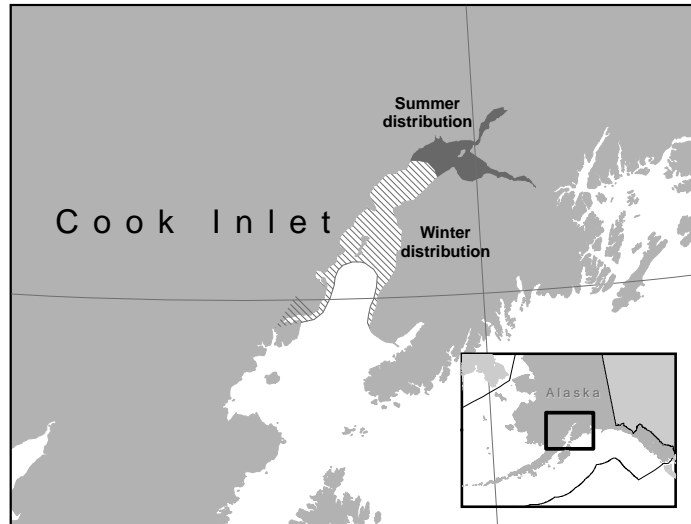 Summer
distribution
Cook Inlet
Winter
distribution
Alaska